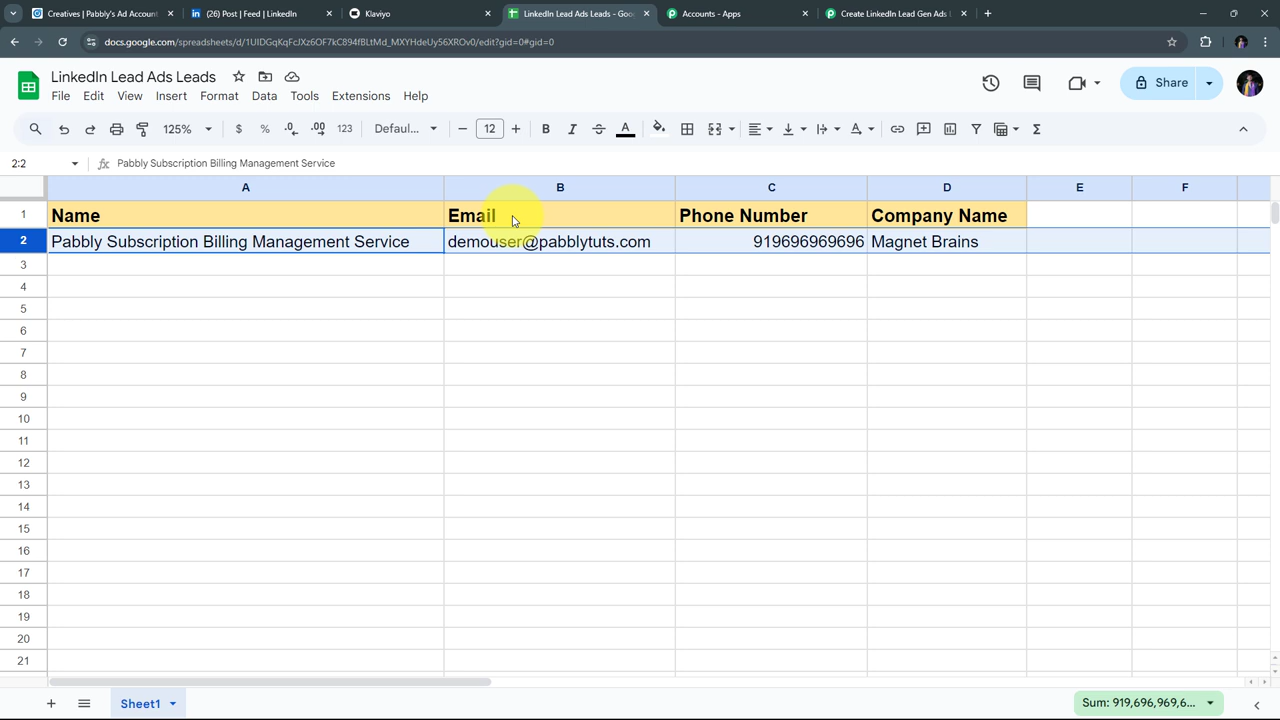 Creatives | Pabbly's Ad Accoun
(26) Post | Feed | LinkedIn
Klaviyo
LinkedIn Lead Ads Leads - Goo
Accounts - Apps
Create LinkedIn Lead Gen Ads L
docs.google.com/spreadsheets/d/1UIDGqKqFcJXz6OF7kC894fBLtMd_MXYHdeUy56XROv0/edit?gid=0#gid=0
LinkedIn Lead Ads Leads
File Edit View Insert Format Data Tools Extensions Help
Share
125% $ % .0 .00 123 Defaul... 12 B I A
2:2 fx Pabbly Subscription Billing Management Service
A B C D E F
1 Name Email Phone Number Company Name
2 Pabbly Subscription Billing Management Service demouser@pabblytuts.com 919696969696 Magnet Brains
3
4
5
6
7
8
9
10
11
12
13
14
15
16
17
18
19
20
21
Sheet1
Sum: 919,696,969,6...